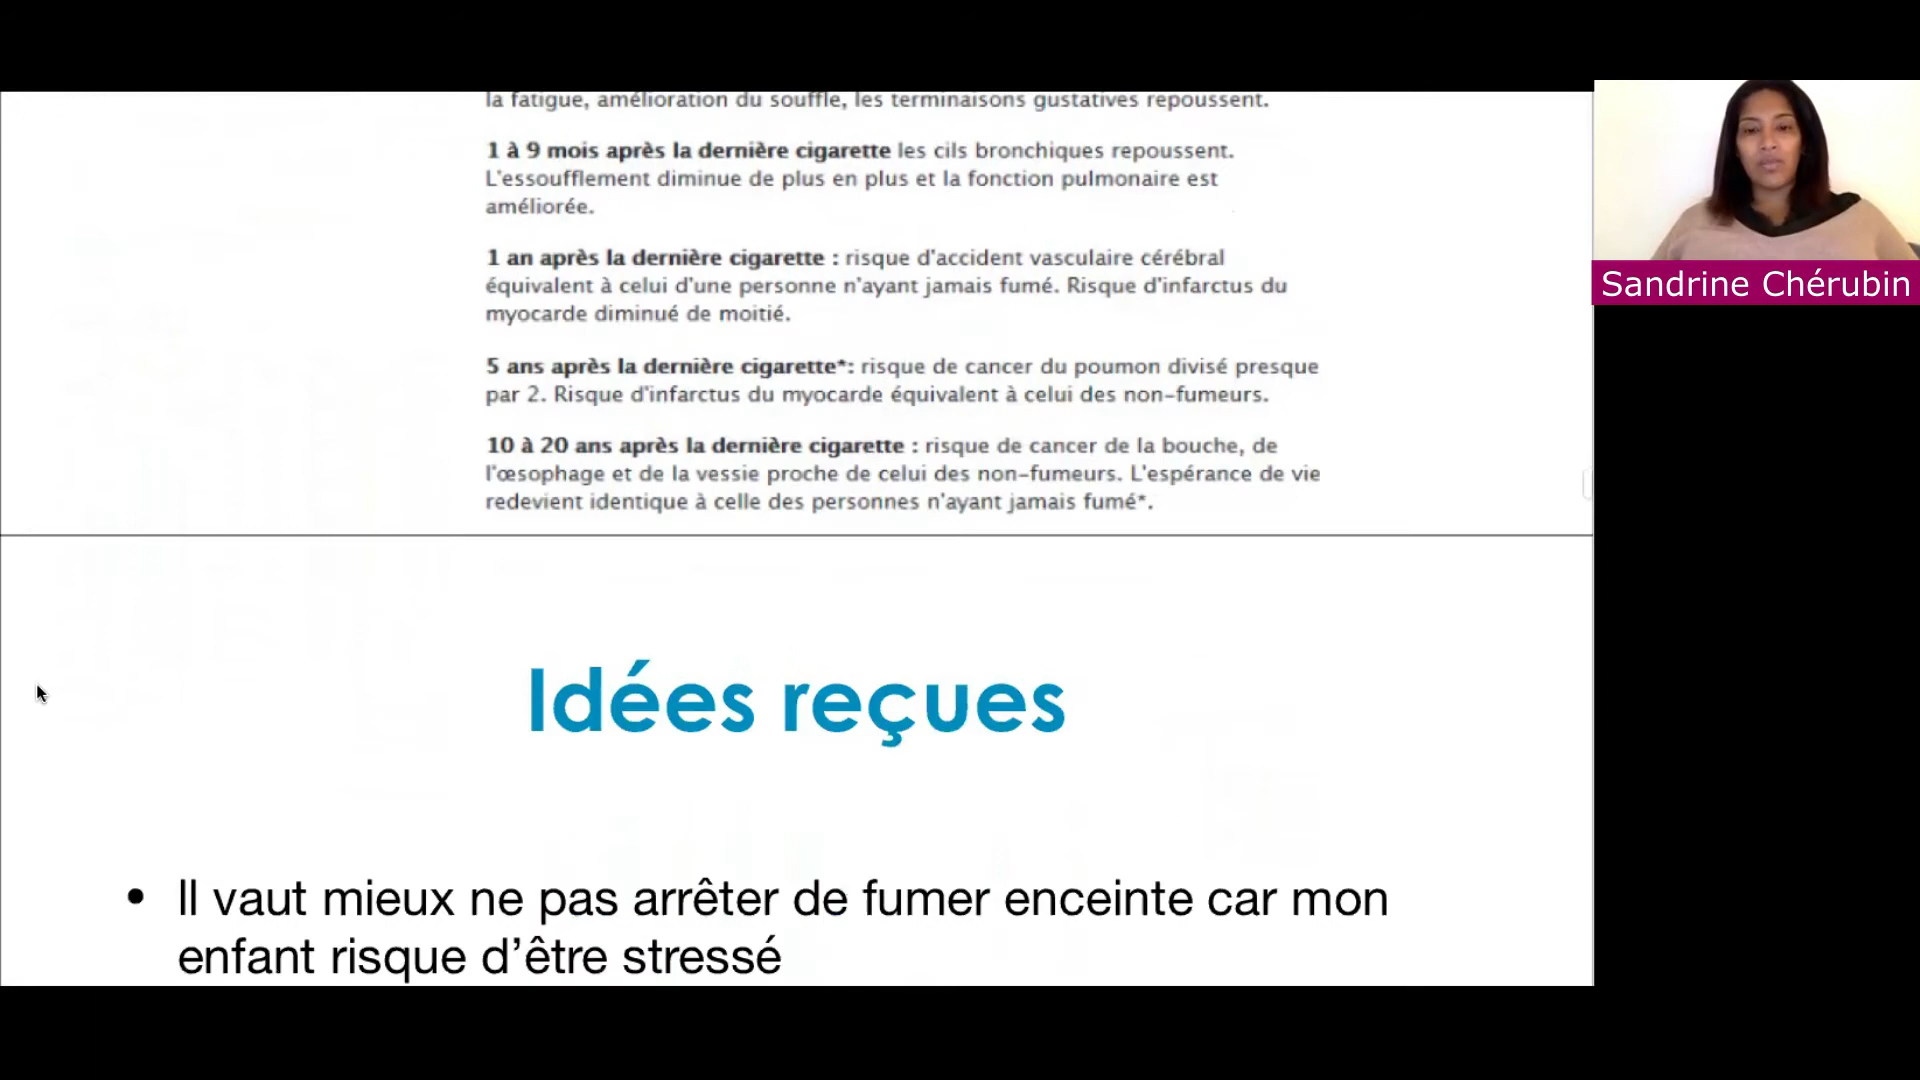 la fatigue, amélioration du souffle, les terminaisons gustatives repoussent.
1 à 9 mois après la dernière cigarette les cils bronchiques repoussent.
L'essoufflement diminue de plus en plus et la fonction pulmonaire est
améliorée.
1 an après la dernière cigarette : risque d'accident vasculaire cérébral
équivalent à celui d'une personne n'ayant jamais fumé. Risque d'infarctus du
myocarde diminué de moitié.
5 ans après la dernière cigarette*: risque de cancer du poumon divisé presque
par 2. Risque d'infarctus du myocarde équivalent à celui des non-fumeurs.
10 à 20 ans après la dernière cigarette : risque de cancer de la bouche, de
l'œsophage et de la vessie proche de celui des non-fumeurs. L'espérance de vie
redevient identique à celle des personnes n'ayant jamais fumé*.
Idées reçues
• Il vaut mieux ne pas arrêter de fumer enceinte car mon
enfant risque d'être stressé
Sandrine Chérubin